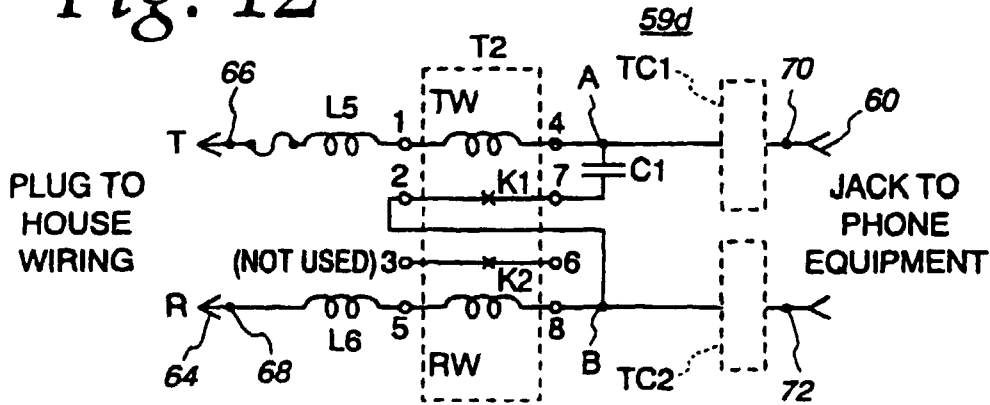 Fig. 12
59d
T2
TC1
70
60
66
L5
1
TW
4
A
T
C1
PLUG TO
HOUSE
WIRING
2
K1
7
JACK TO
PHONE
EQUIPMENT
(NOT USED) 3
6
K2
R
5
8
L6
B
64
68
RW
TC2
72